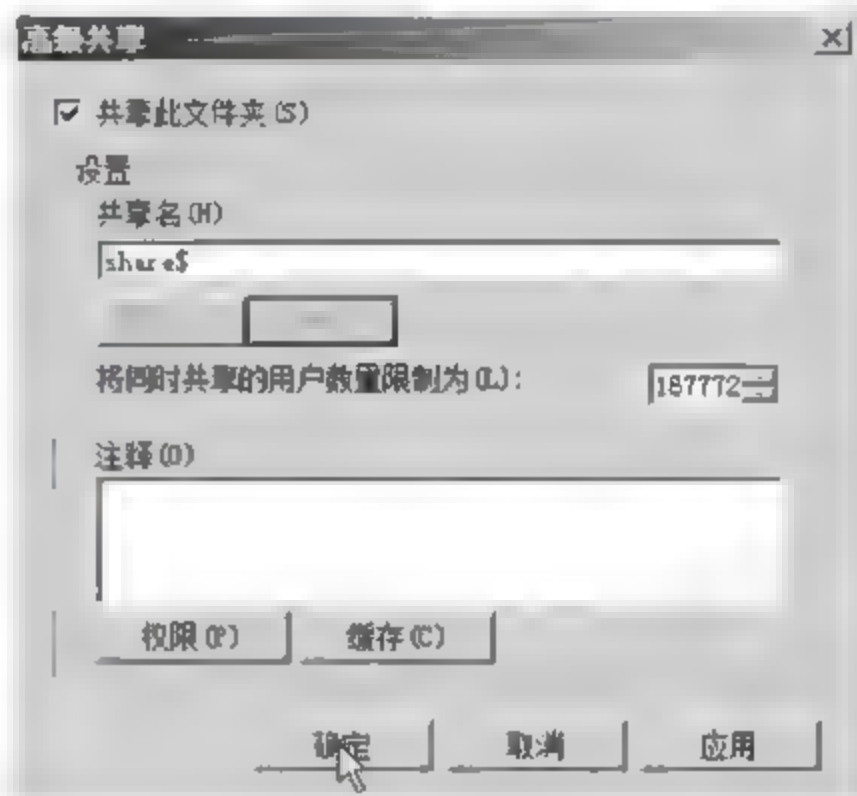 高级共享
共享此文件夹(S)
设置
共享名(H)
share$
将同时共享的用户数量限制为(L):
注释(O)
权限(P) 缓存(C)
确定 取消 应用